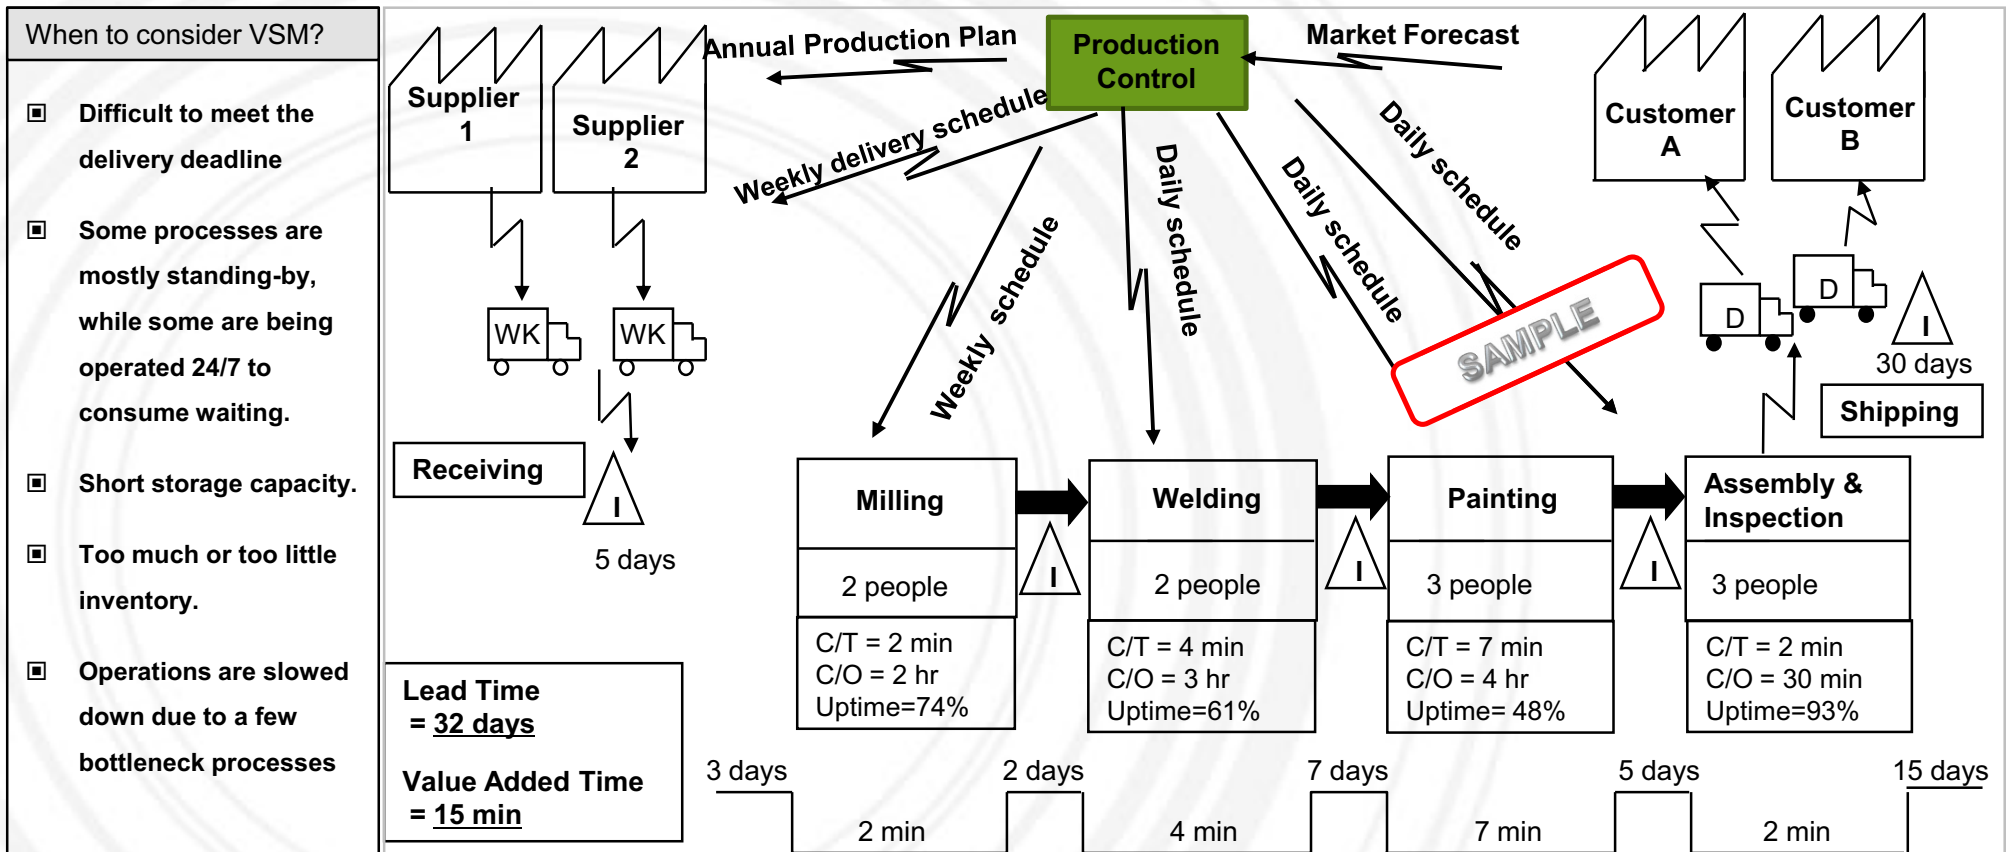 When to consider VSM?
Difficult to meet the
delivery deadline
Some processes are
mostly standing-by,
while some are being
operated 24/7 to
consume waiting.
Short storage capacity.
Too much or too little
inventory.
Operations are slowed
down due to a few
bottleneck processes
Supplier
1
Supplier
2
Annual Production Plan
Weekly delivery schedule
Production
Control
Market Forecast
Customer
A
Customer
B
Weekly schedule
Daily schedule
Daily schedule
Daily schedule
SAMPLE
WK
WK
D
D
I
30 days
Shipping
Receiving
I
5 days
Milling
2 people
C/T = 2 min
C/O = 2 hr
Uptime=74%
I
Welding
2 people
C/T = 4 min
C/O = 3 hr
Uptime=61%
I
Painting
3 people
C/T = 7 min
C/O = 4 hr
Uptime= 48%
I
Assembly &
Inspection
3 people
C/T = 2 min
C/O = 30 min
Uptime=93%
Lead Time
= 32 days
Value Added Time
= 15 min
3 days
2 min
2 days
4 min
7 days
7 min
5 days
2 min
15 days